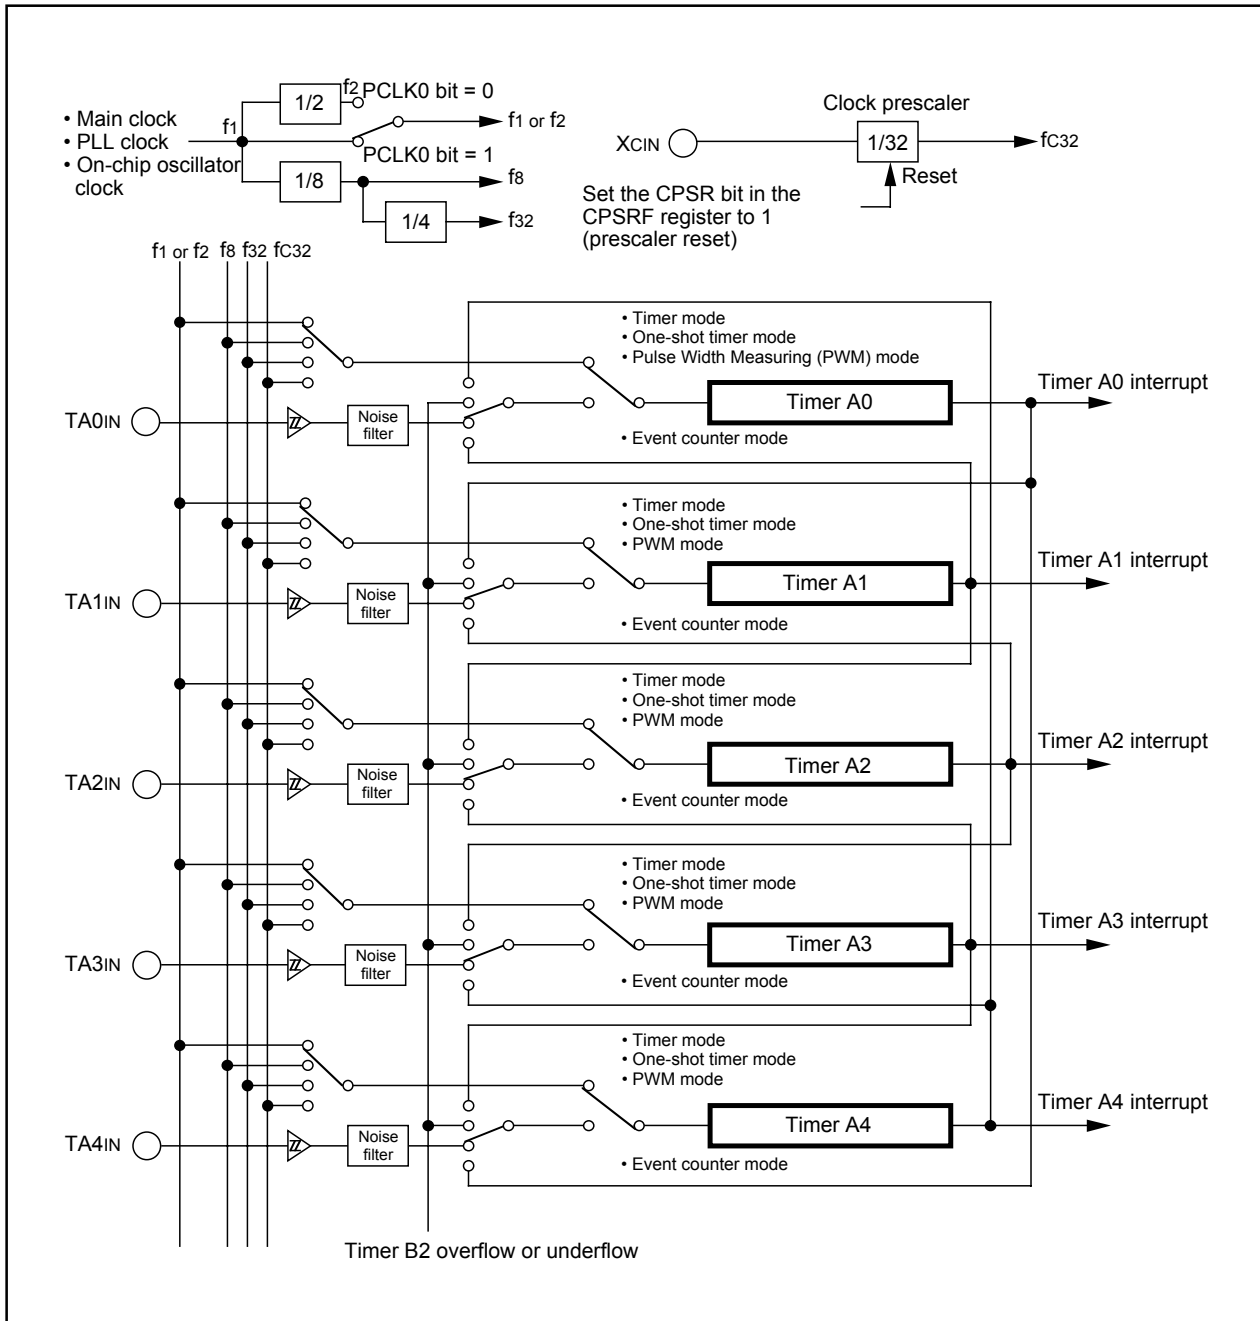 1/2
f2
PCLK0 bit = 0
• Main clock
• PLL clock
• On-chip oscillator
clock
f1
f1 or f2
PCLK0 bit = 1
1/8
f8
1/4
f32
Clock prescaler
XCIN
1/32
fC32
Reset
Set the CPSR bit in the
CPSRF register to 1
(prescaler reset)
f1 or f2 f8 f32 fC32
• Timer mode
• One-shot timer mode
• Pulse Width Measuring (PWM) mode
TA0IN
Noise
filter
Timer A0
Timer A0 interrupt
• Event counter mode
• Timer mode
• One-shot timer mode
• PWM mode
TA1IN
Noise
filter
Timer A1
Timer A1 interrupt
• Event counter mode
• Timer mode
• One-shot timer mode
• PWM mode
TA2IN
Noise
filter
Timer A2
Timer A2 interrupt
• Event counter mode
• Timer mode
• One-shot timer mode
• PWM mode
TA3IN
Noise
filter
Timer A3
Timer A3 interrupt
• Event counter mode
• Timer mode
• One-shot timer mode
• PWM mode
TA4IN
Noise
filter
Timer A4
Timer A4 interrupt
• Event counter mode
Timer B2 overflow or underflow